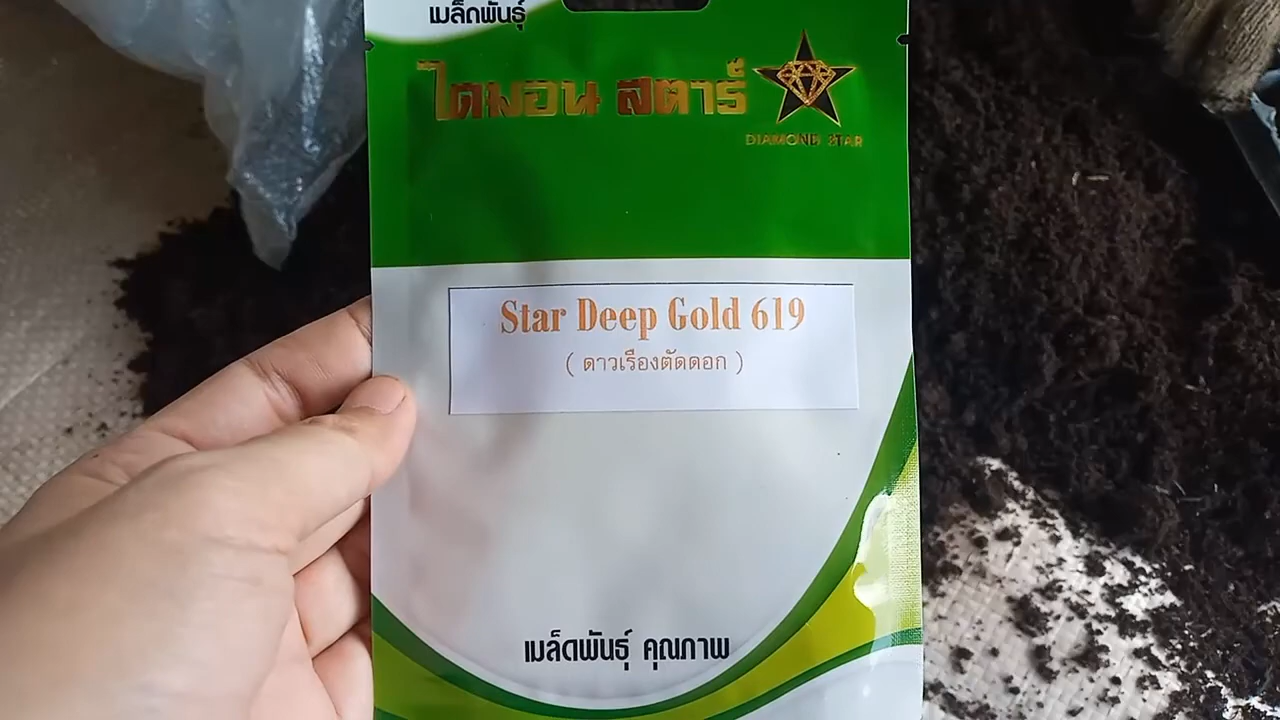 เมล็ดพันธุ์
ไดมอน สตาร์
DIAMOND STAR
Star Deep Gold 619
( ดาวเรืองตัดดอก )
เมล็ดพันธุ์ คุณภาพ